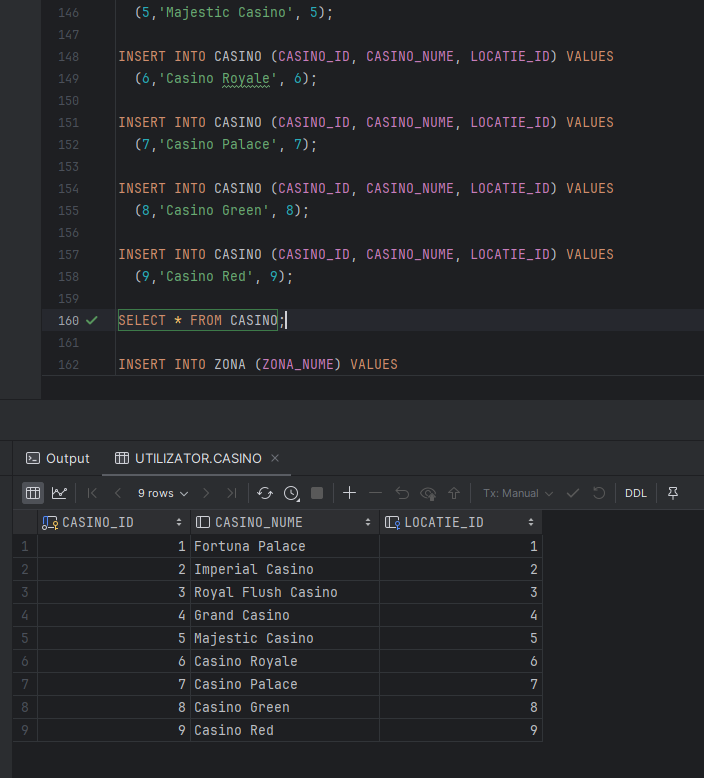 146 (5,'Majestic Casino', 5);
147
148 INSERT INTO CASINO (CASINO_ID, CASINO_NUME, LOCATIE_ID) VALUES
149 (6,'Casino Royale', 6);
150
151 INSERT INTO CASINO (CASINO_ID, CASINO_NUME, LOCATIE_ID) VALUES
152 (7,'Casino Palace', 7);
153
154 INSERT INTO CASINO (CASINO_ID, CASINO_NUME, LOCATIE_ID) VALUES
155 (8,'Casino Green', 8);
156
157 INSERT INTO CASINO (CASINO_ID, CASINO_NUME, LOCATIE_ID) VALUES
158 (9,'Casino Red', 9);
159
160 SELECT * FROM CASINO;
161
162 INSERT INTO ZONA (ZONA_NUME) VALUES
Output UTILIZATOR.CASINO
9 rows Tx: Manual DDL
CASINO_ID CASINO_NUME LOCATIE_ID
1 1 Fortuna Palace 1
2 2 Imperial Casino 2
3 3 Royal Flush Casino 3
4 4 Grand Casino 4
5 5 Majestic Casino 5
6 6 Casino Royale 6
7 7 Casino Palace 7
8 8 Casino Green 8
9 9 Casino Red 9